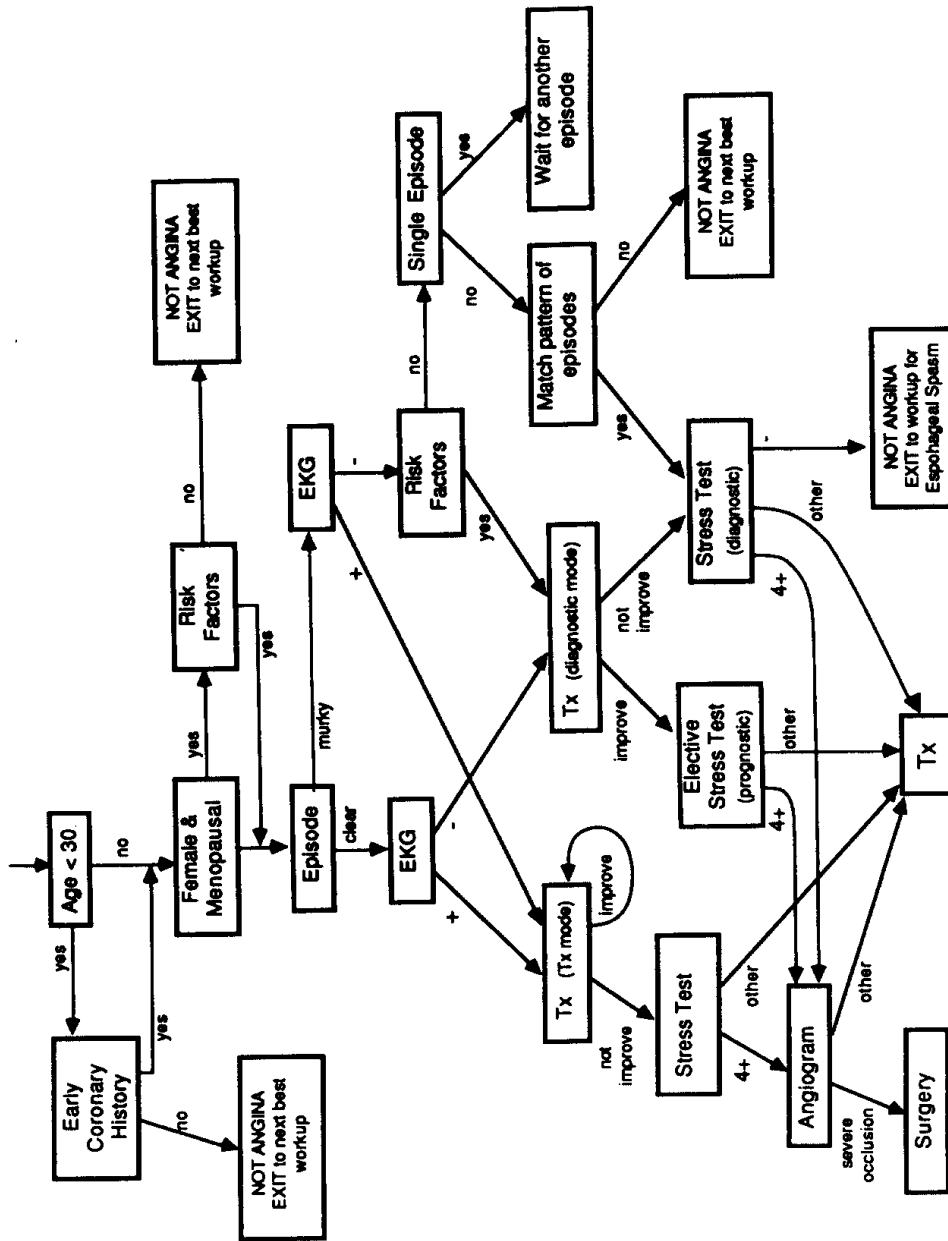 Age < 30
yes
no
Early
Coronary
History
yes
no
NOT ANGINA
EXIT to next best
workup
Female &
Menopausal
yes
Risk
Factors
no
NOT ANGINA
EXIT to next best
workup
yes
Episode
murky
clear
EKG
+
-
EKG
+
-
Risk
Factors
no
yes
Single Episode
yes
no
Wait for another
episode
Match pattern of
episodes
no
yes
NOT ANGINA
EXIT to next best
workup
Tx (Tx mode)
improve
not
improve
Tx (diagnostic mode)
improve
not
improve
Stress Test
4+
other
Elective
Stress Test
(prognostic)
4+
other
Stress Test
(diagnostic)
4+
other
-
NOT ANGINA
EXIT to workup for
Espohageal Spasm
Angiogram
severe
occlusion
other
Surgery
Tx